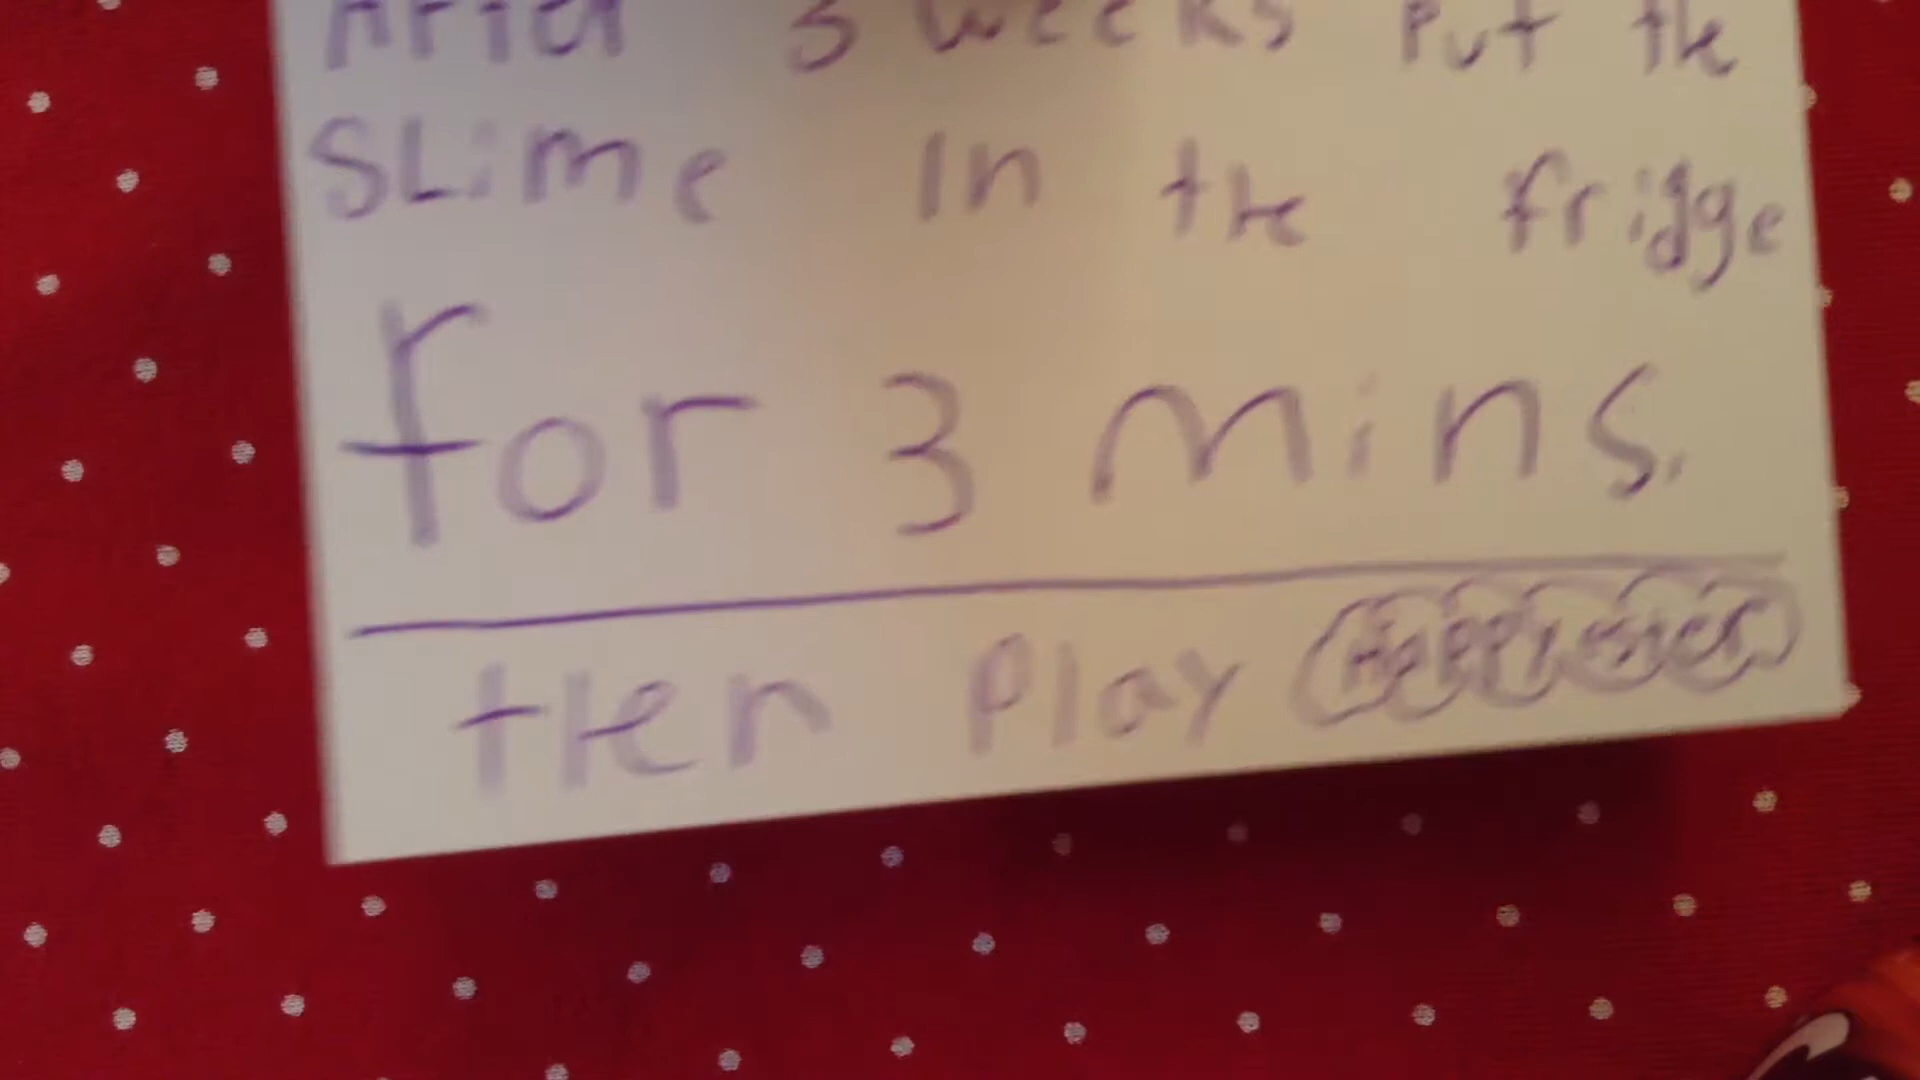 After 3 weeks Put the
SLime In the fridge
for 3 mins.
then Play